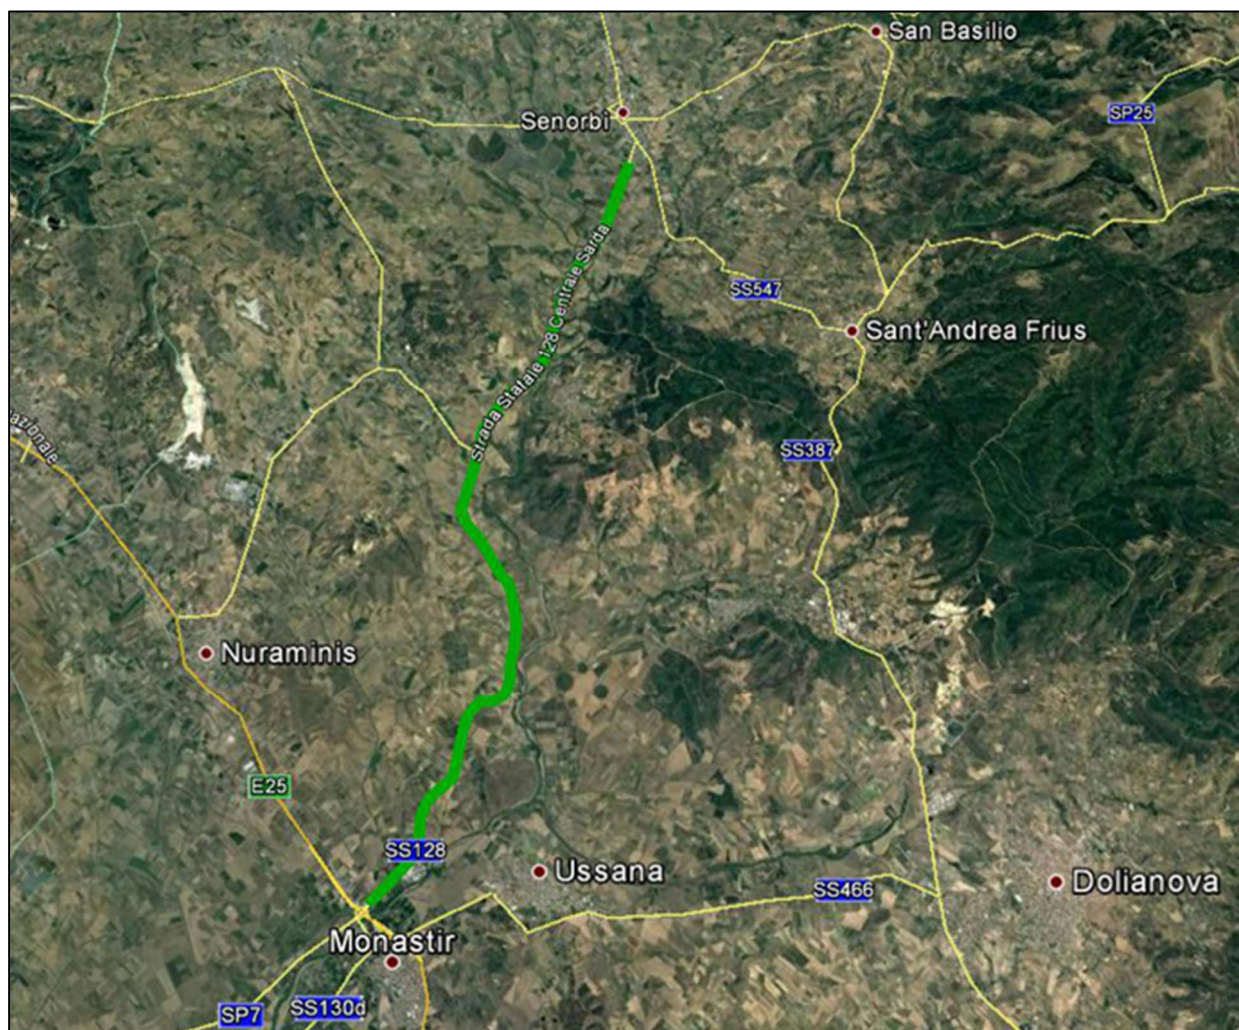 San Basilio
SP25
Senorbì
Strada Statale 128 Centrale Sarda
SS547
Sant'Andrea Frius
SS387
Nuraminis
E25
SS128
Ussana
SS466
Dolianova
Monastir
SP7
SS130d